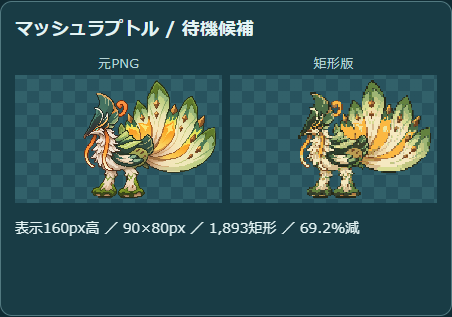 マッシュラプトル / 待機候補
元PNG
矩形版
表示160px高 ／ 90×80px ／ 1,893矩形 ／ 69.2%減